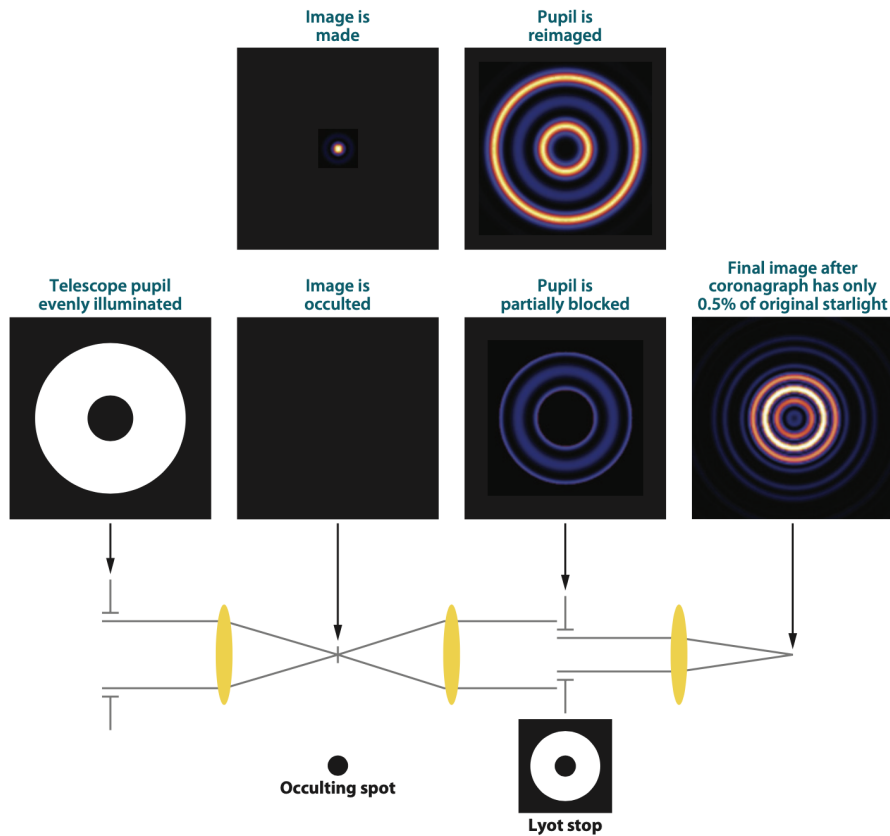 Image is
made
Pupil is
reimaged
Telescope pupil
evenly illuminated
Image is
occulted
Pupil is
partially blocked
Final image after
coronagraph has only
0.5% of original starlight
Occulting spot
Lyot stop